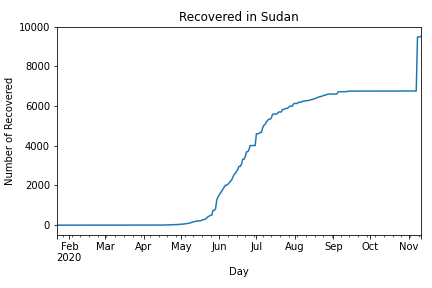 Recovered in Sudan
Number of Recovered
10000
8000
6000
4000
2000
0
Feb Mar Apr May Jun Jul Aug Sep Oct Nov
2020
Day